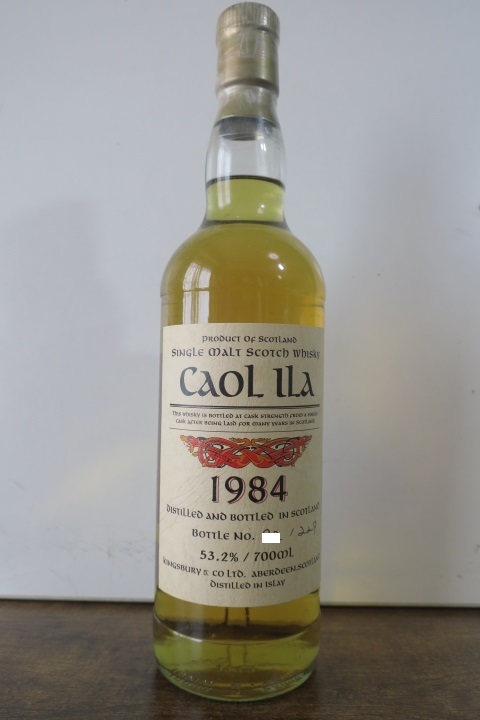 Product of Scotland
Single Malt Scotch Whisky
Caol Ila
This whisky is bottled at cask strength from a single
cask after being laid for many years in Scotland.
1984
Distilled and Bottled in Scotland
Bottle No. / 229
53.2% / 700ml
Kingsbury & Co Ltd. Aberdeen, Scotland
Distilled in Islay